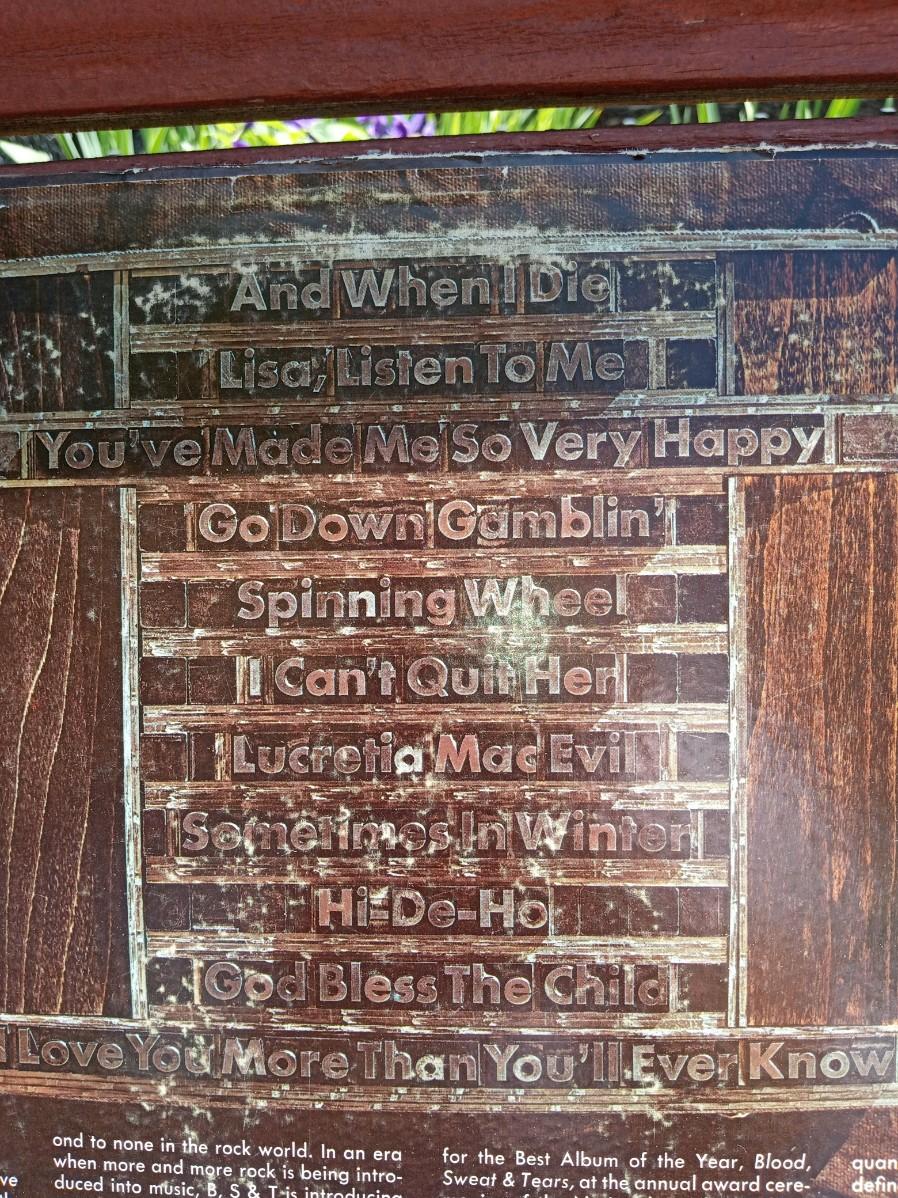 And When I Die
Lisa, Listen To Me
You've Made Me So Very Happy
Go Down Gamblin'
Spinning Wheel
I Can't Quit Her
Lucretia Mac Evil
Sometimes In Winter
Hi-De-Ho
God Bless The Child
I Love You More Than You'll Ever Know
ond to none in the rock world. In an era
when more and more rock is being intro-
duced into music, B, S & T is introducing
for the Best Album of the Year, Blood,
Sweat & Tears, at the annual award cere-